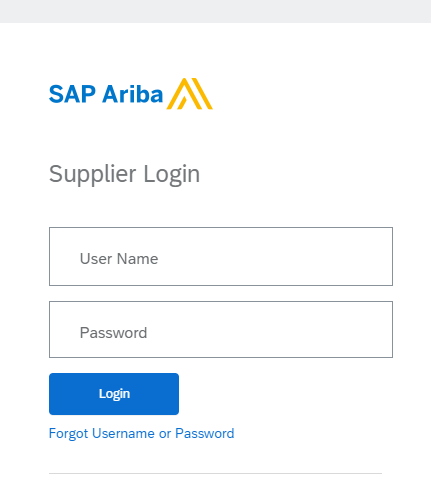 SAP Ariba
Supplier Login
User Name
Password
Login
Forgot Username or Password